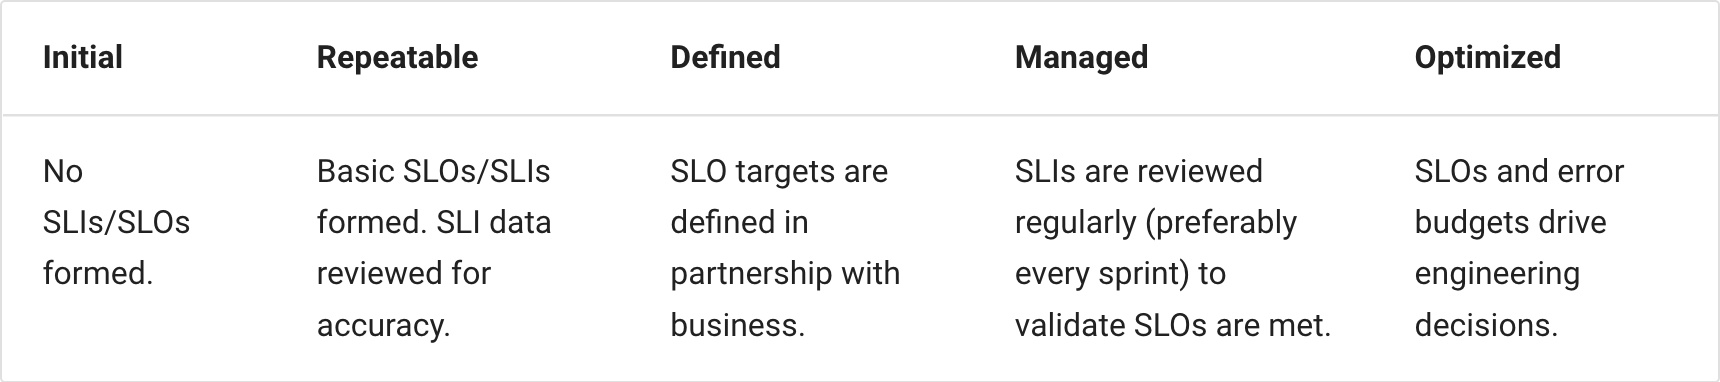 Initial
Repeatable
Defined
Managed
Optimized
No
SLIs/SLOs
formed.
Basic SLOs/SLIs
formed. SLI data
reviewed for
accuracy.
SLO targets are
defined in
partnership with
business.
SLIs are reviewed
regularly (preferably
every sprint) to
validate SLOs are met.
SLOs and error
budgets drive
engineering
decisions.